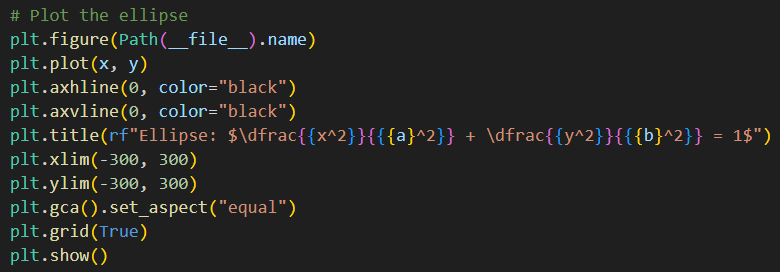 # Plot the ellipse
plt.figure(Path(__file__).name)
plt.plot(x, y)
plt.axhline(0, color="black")
plt.axvline(0, color="black")
plt.title(rf"Ellipse: $\dfrac{{x^2}}{{{a}^2}} + \dfrac{{y^2}}{{{b}^2}} = 1$")
plt.xlim(-300, 300)
plt.ylim(-300, 300)
plt.gca().set_aspect("equal")
plt.grid(True)
plt.show()